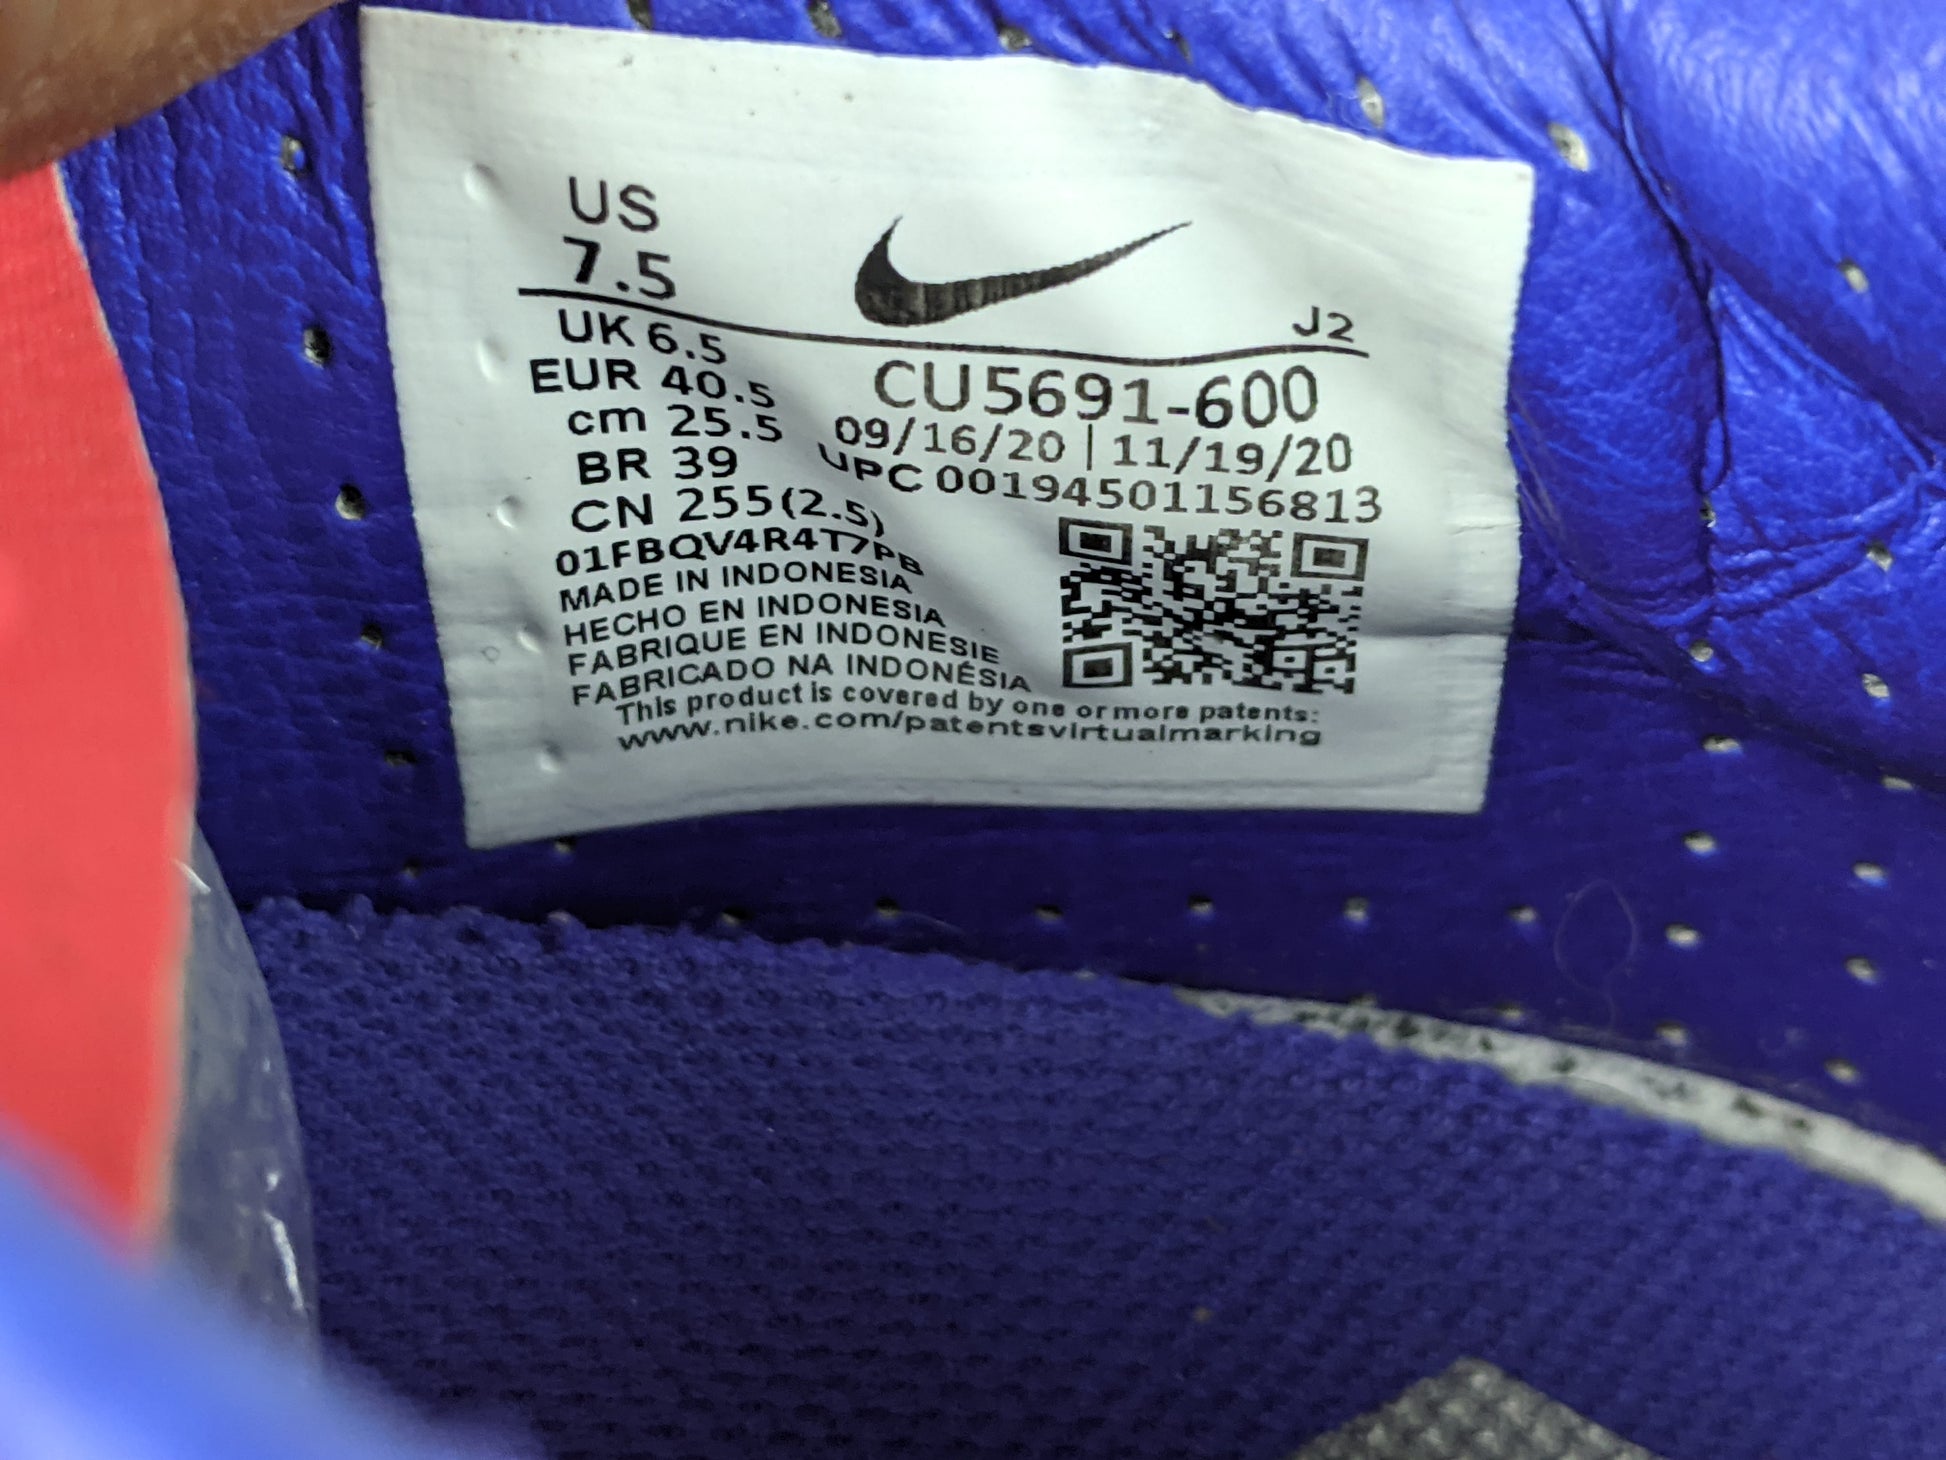 US
7.5
J2
UK 6.5
EUR 40.5
cm 25.5
BR 39
CN 255(2.5)
CU5691-600
09/16/20 | 11/19/20
UPC 00194501156813
01FBQV4R4T7PB
MADE IN INDONESIA
HECHO EN INDONESIA
FABRIQUE EN INDONESIE
FABRICADO NA INDONÉSIA
This product is covered by one or more patents:
www.nike.com/patentsvirtualmarking